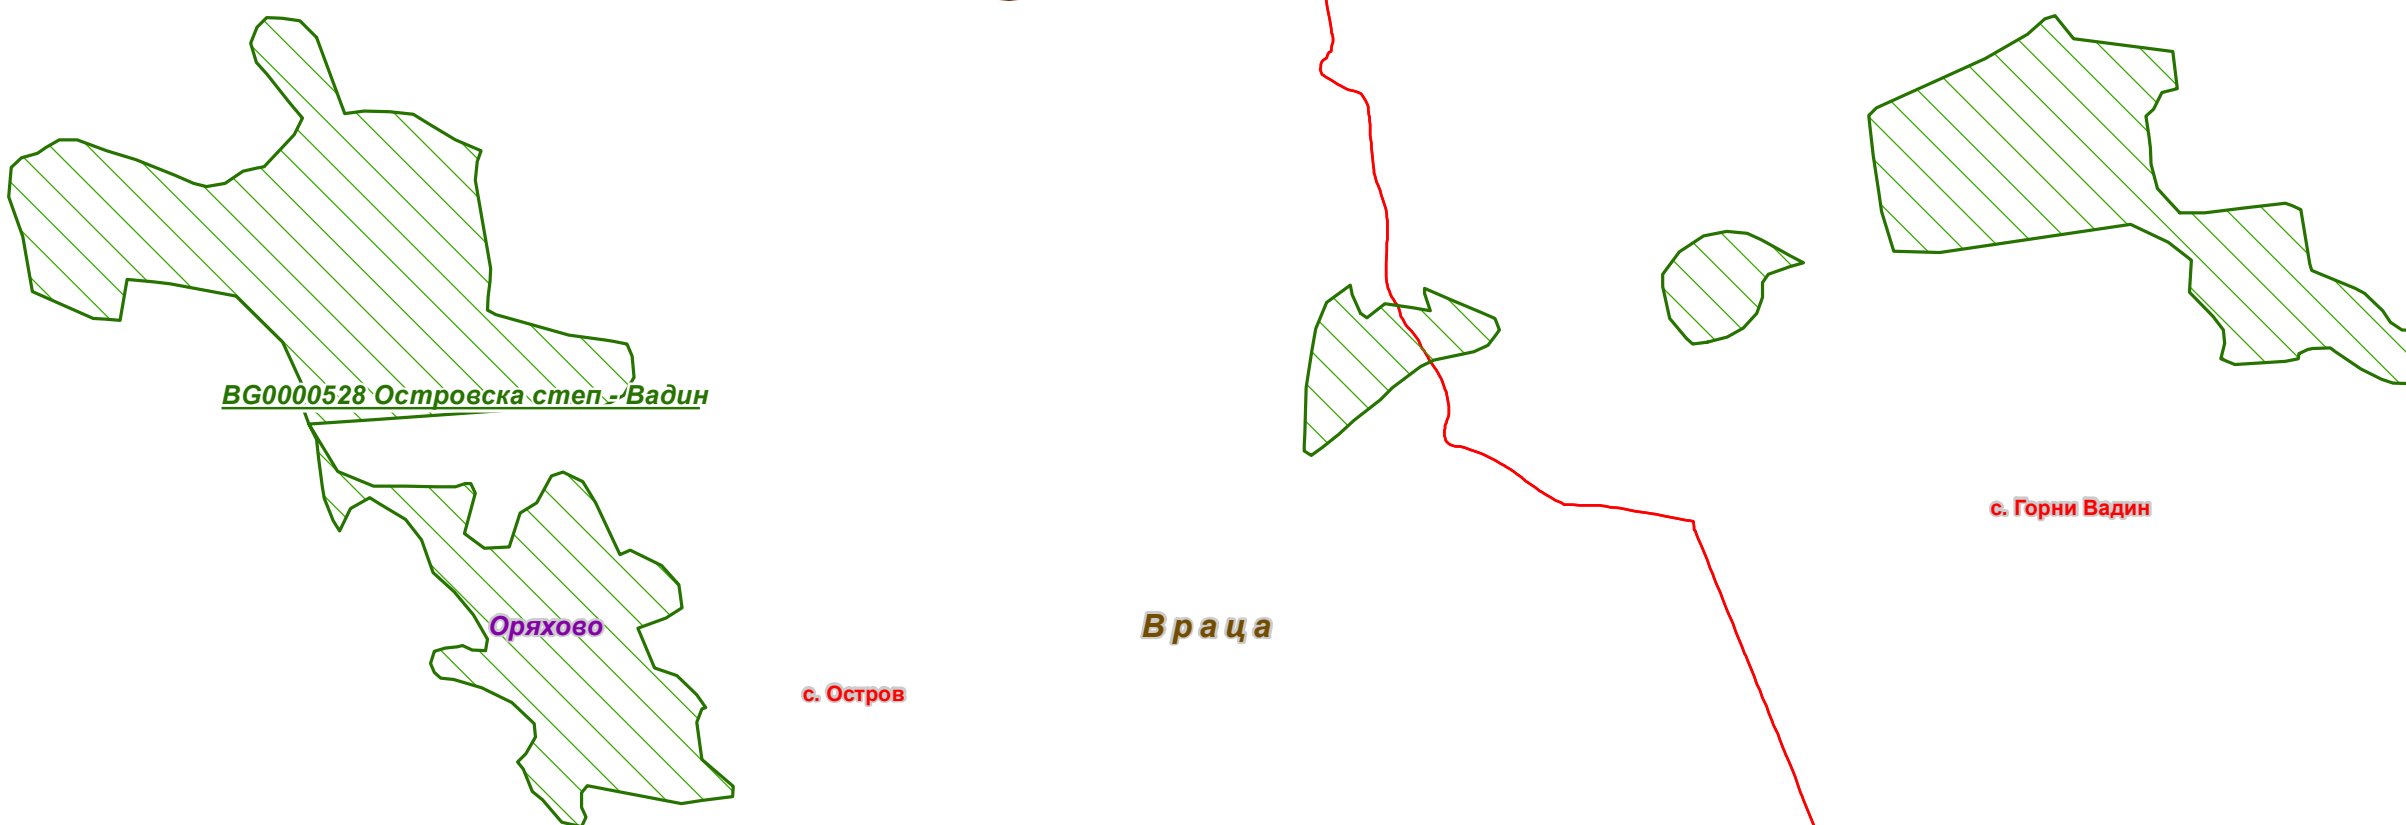 BG0000528 Островска степ - Вадин
с. Горни Вадин
Оряхово
Враца
с. Остров